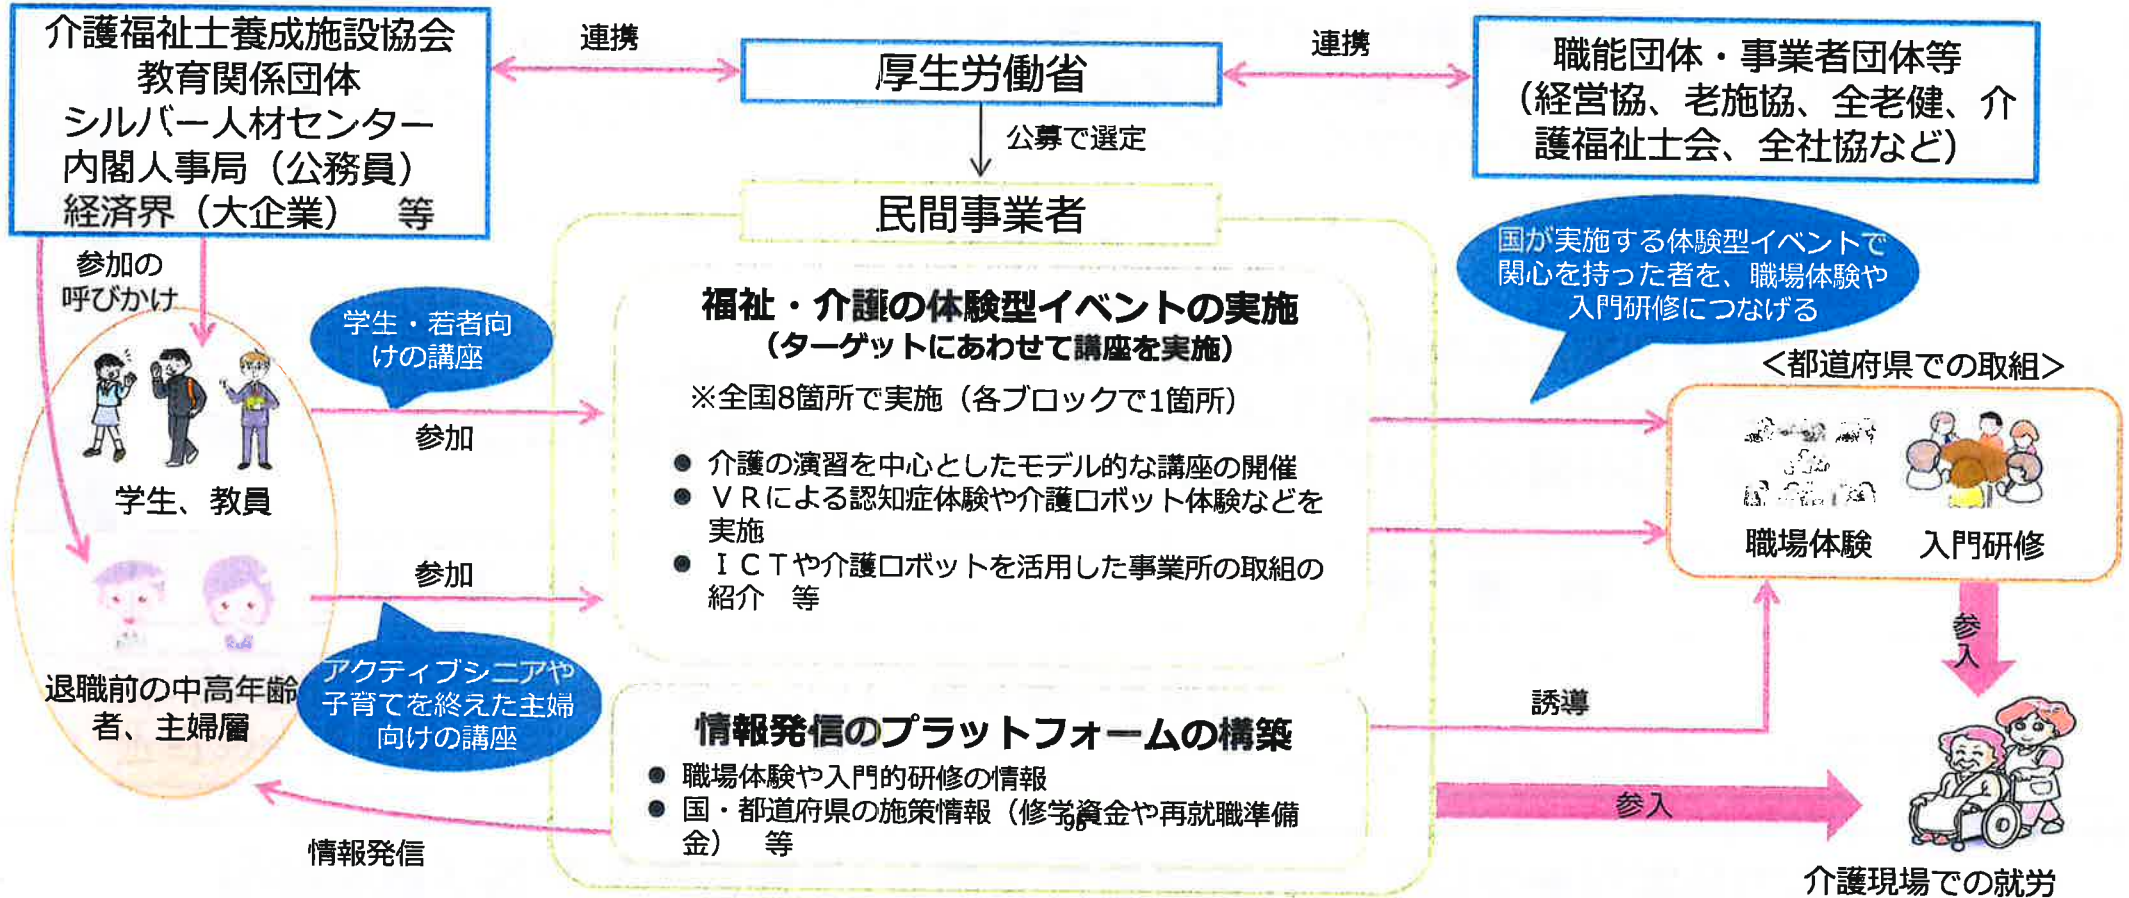 介護福祉士養成施設協会
教育関係団体
シルバー人材センター
内閣人事局（公務員）
経済界（大企業）　等
連携
厚生労働省
連携
職能団体・事業者団体等
（経営協、老施協、全老健、介
護福祉士会、全社協など）
公募で選定
民間事業者
参加の
呼びかけ
学生・若者向
けの講座
国が実施する体験型イベントで
関心を持った者を、職場体験や
入門研修につなげる
福祉・介護の体験型イベントの実施
（ターゲットにあわせて講座を実施）
※全国8箇所で実施（各ブロックで1箇所）
● 介護の演習を中心としたモデル的な講座の開催
● ＶＲによる認知症体験や介護ロボット体験などを
実施
● ＩＣＴや介護ロボットを活用した事業所の取組の
紹介　等
＜都道府県での取組＞
参加
学生、教員
職場体験
入門研修
参加
参入
退職前の中高年齢
者、主婦層
アクティブシニアや
子育てを終えた主婦
向けの講座
情報発信のプラットフォームの構築
● 職場体験や入門的研修の情報
● 国・都道府県の施策情報（修学資金や再就職準備
金）　等
誘導
参入
情報発信
介護現場での就労